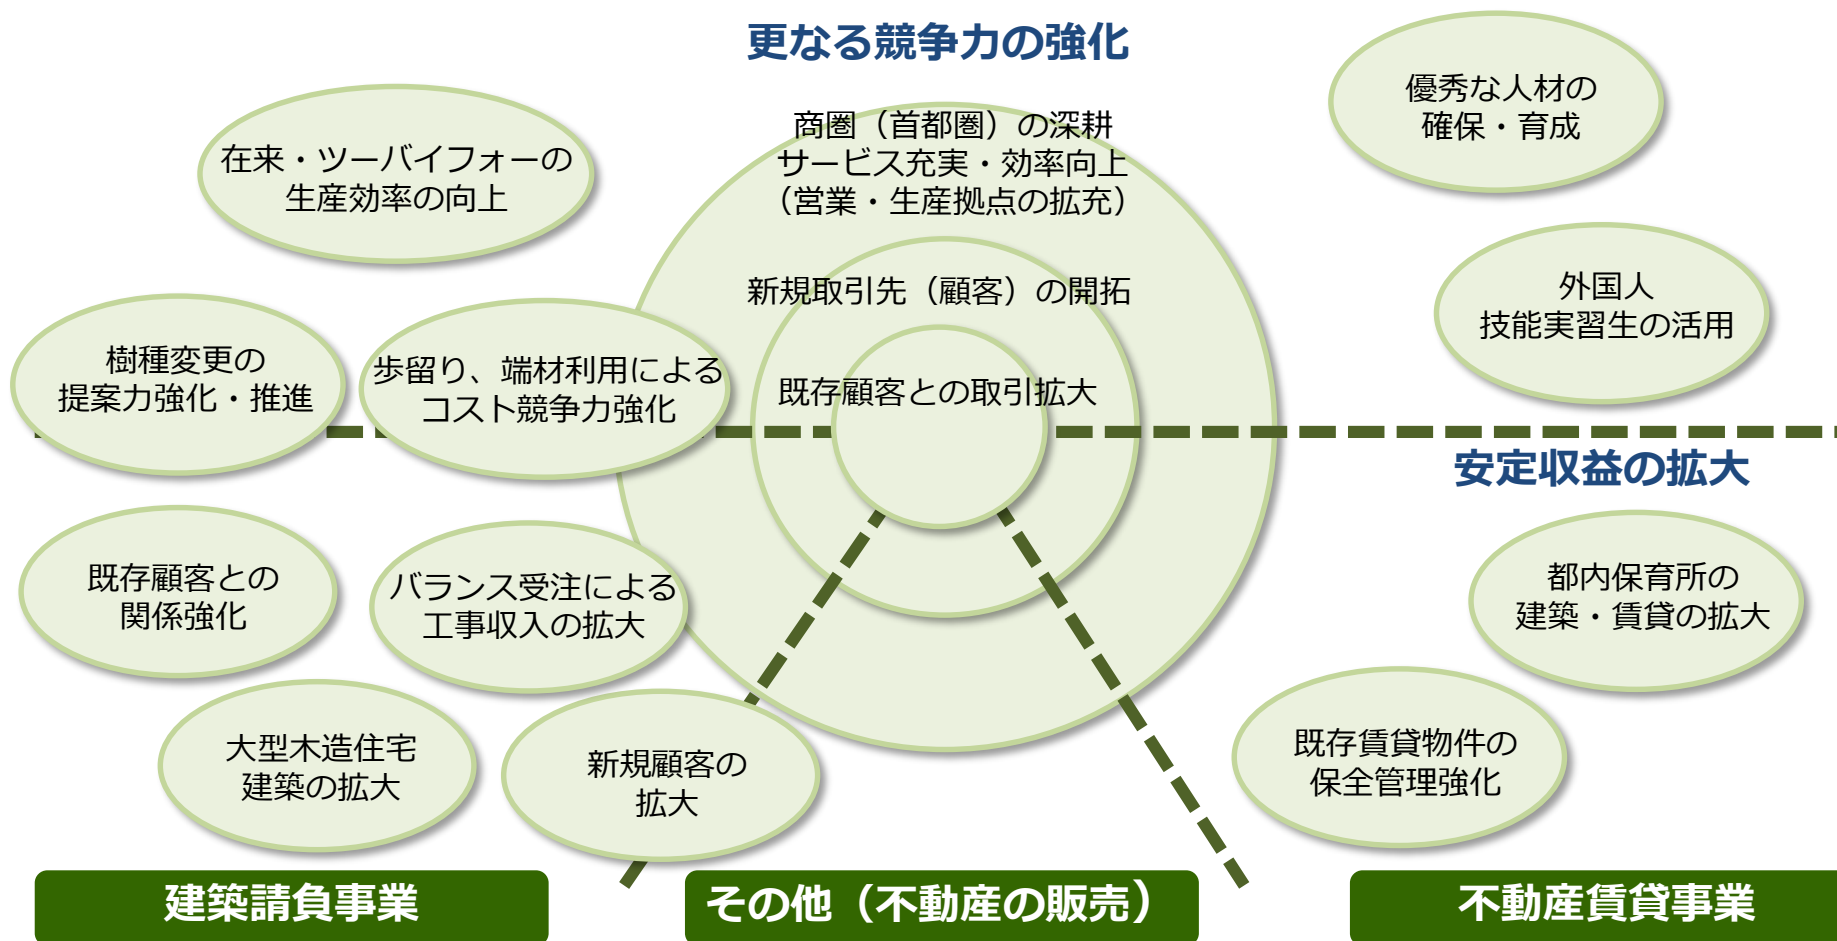 更なる競争力の強化
優秀な人材の
確保・育成
商圏（首都圏）の深耕
サービス充実・効率向上
（営業・生産拠点の拡充）
在来・ツーバイフォーの
生産効率の向上
新規取引先（顧客）の開拓
外国人
技能実習生の活用
樹種変更の
提案力強化・推進
歩留り、端材利用による
コスト競争力強化
既存顧客との取引拡大
安定収益の拡大
既存顧客との
関係強化
バランス受注による
工事収入の拡大
都内保育所の
建築・賃貸の拡大
大型木造住宅
建築の拡大
新規顧客の
拡大
既存賃貸物件の
保全管理強化
建築請負事業
その他（不動産の販売）
不動産賃貸事業